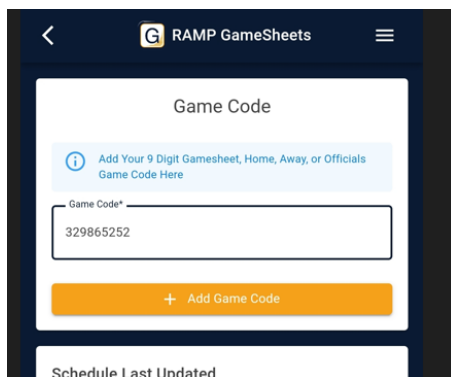 RAMP GameSheets
Game Code
Add Your 9 Digit Gamesheet, Home, Away, or Officials
Game Code Here
Game Code*
329865252
+ Add Game Code
Schedule Last Updated